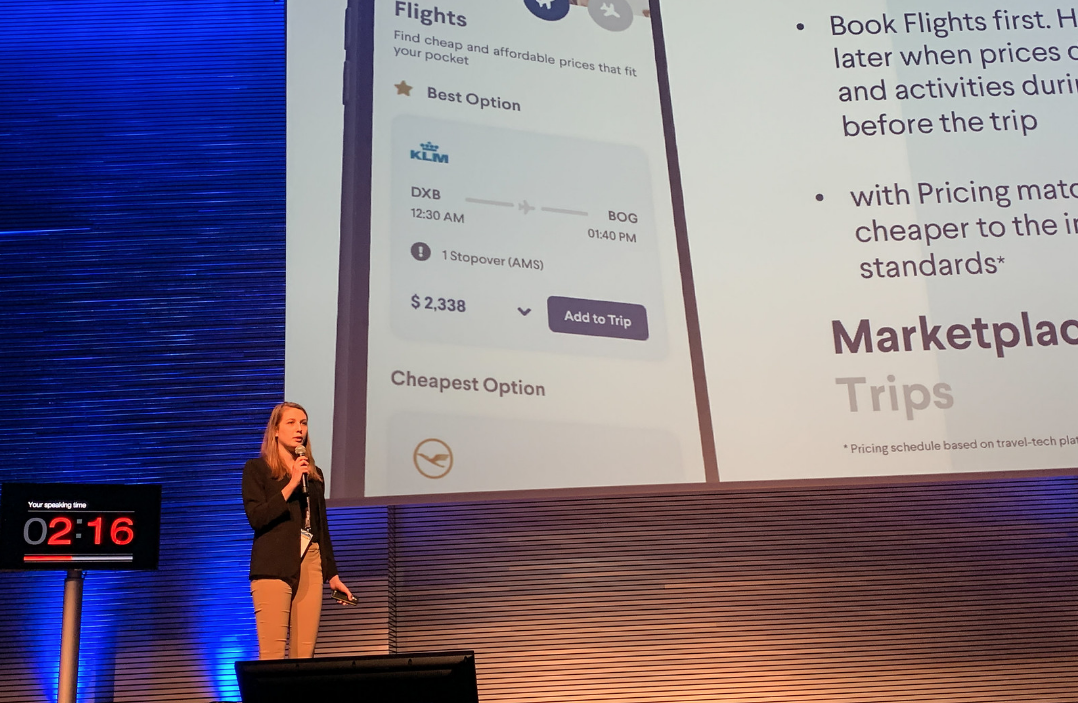 Flights
Find cheap and affordable prices that fit
your pocket
Best Option
KLM
DXB
12:30 AM
BOG
01:40 PM
1 Stopover (AMS)
$ 2,338
Add to Trip
Cheapest Option
Book Flights first. H
later when prices
and activities duri
before the trip
with Pricing matc
cheaper to the i
standards*
Marketplac
Trips
* Pricing schedule based on travel-tech pla
Your speaking time
02:16